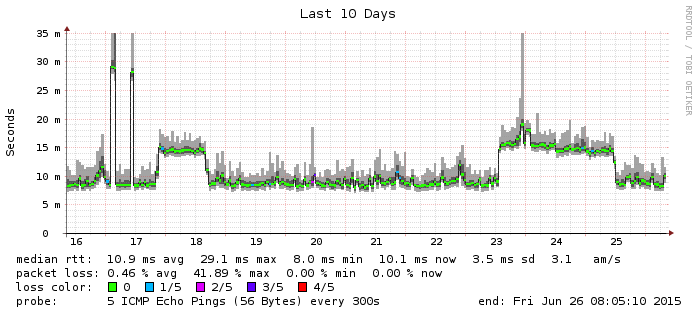 Last 10 Days
RRDTOOL / TOBI OETIKER
Seconds
35 m
30 m
25 m
20 m
15 m
10 m
5 m
0
16 17 18 19 20 21 22 23 24 25
median rtt: 10.9 ms avg 29.1 ms max 8.0 ms min 10.1 ms now 3.5 ms sd 3.1 am/s
packet loss: 0.46 % avg 41.89 % max 0.00 % min 0.00 % now
loss color: 0 1/5 2/5 3/5 4/5
probe: 5 ICMP Echo Pings (56 Bytes) every 300s end: Fri Jun 26 08:05:10 2015